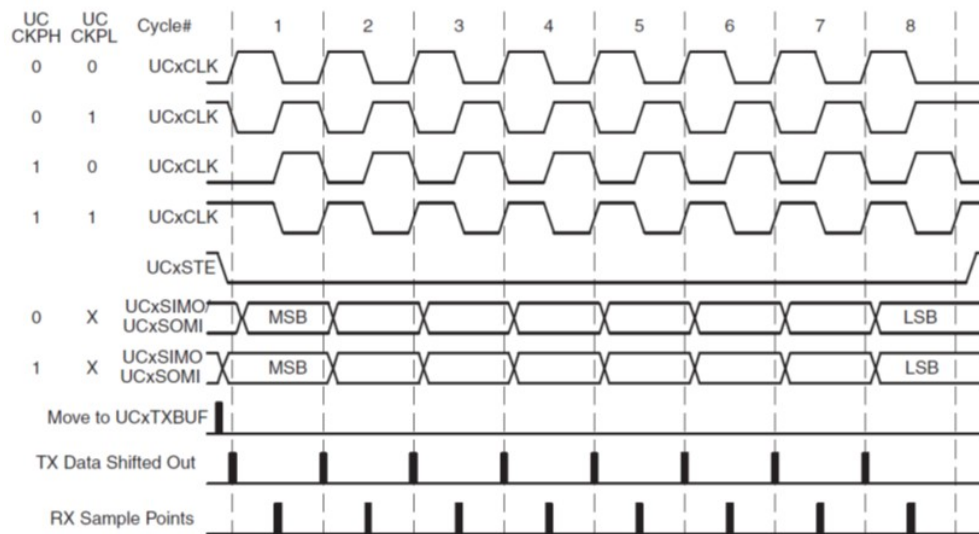 UC CKPH UC CKPL Cycle# 1 2 3 4 5 6 7 8
0 0 UCxCLK
0 1 UCxCLK
1 0 UCxCLK
1 1 UCxCLK
UCxSTE
0 X UCxSIMO/ UCxSOMI MSB LSB
1 X UCxSIMO UCxSOMI MSB LSB
Move to UCxTXBUF
TX Data Shifted Out
RX Sample Points